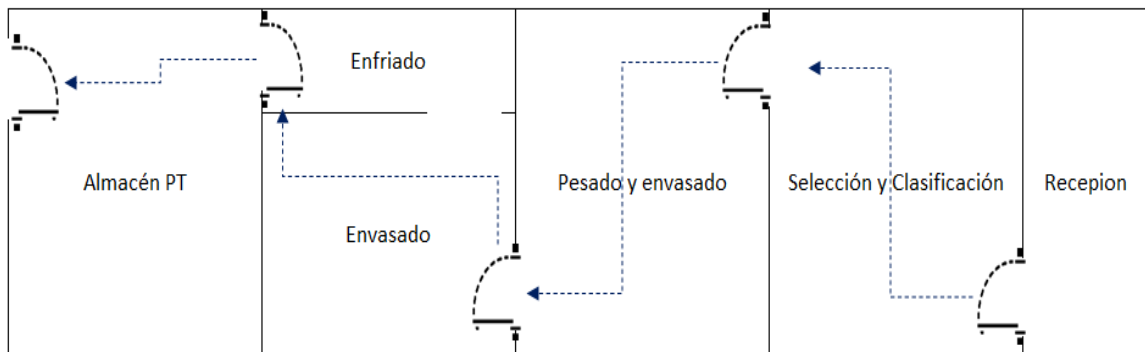 Enfriado
Almacén PT
Pesado y envasado
Selección y Clasificación
Recepion
Envasado